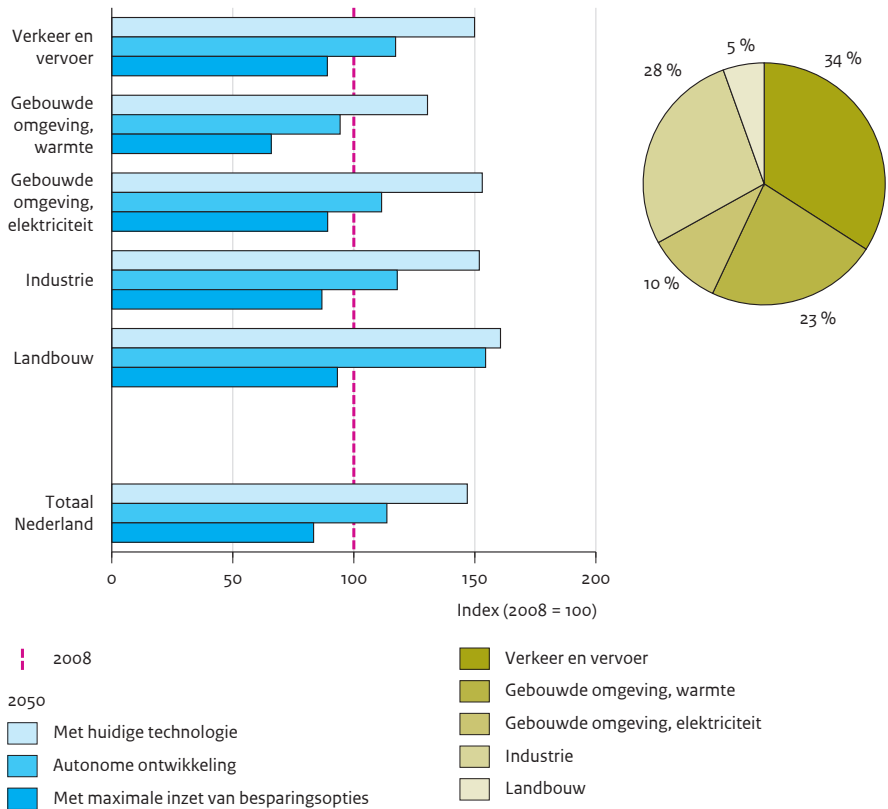 Verkeer en
vervoer
Gebouwde
omgeving,
warmte
Gebouwde
omgeving,
elektriciteit
Industrie
Landbouw
Totaal
Nederland
0 50 100 150 200
Index (2008 = 100)
5 %
34 %
28 %
10 %
23 %
2008
2050
Met huidige technologie
Autonome ontwikkeling
Met maximale inzet van besparingsopties
Verkeer en vervoer
Gebouwde omgeving, warmte
Gebouwde omgeving, elektriciteit
Industrie
Landbouw